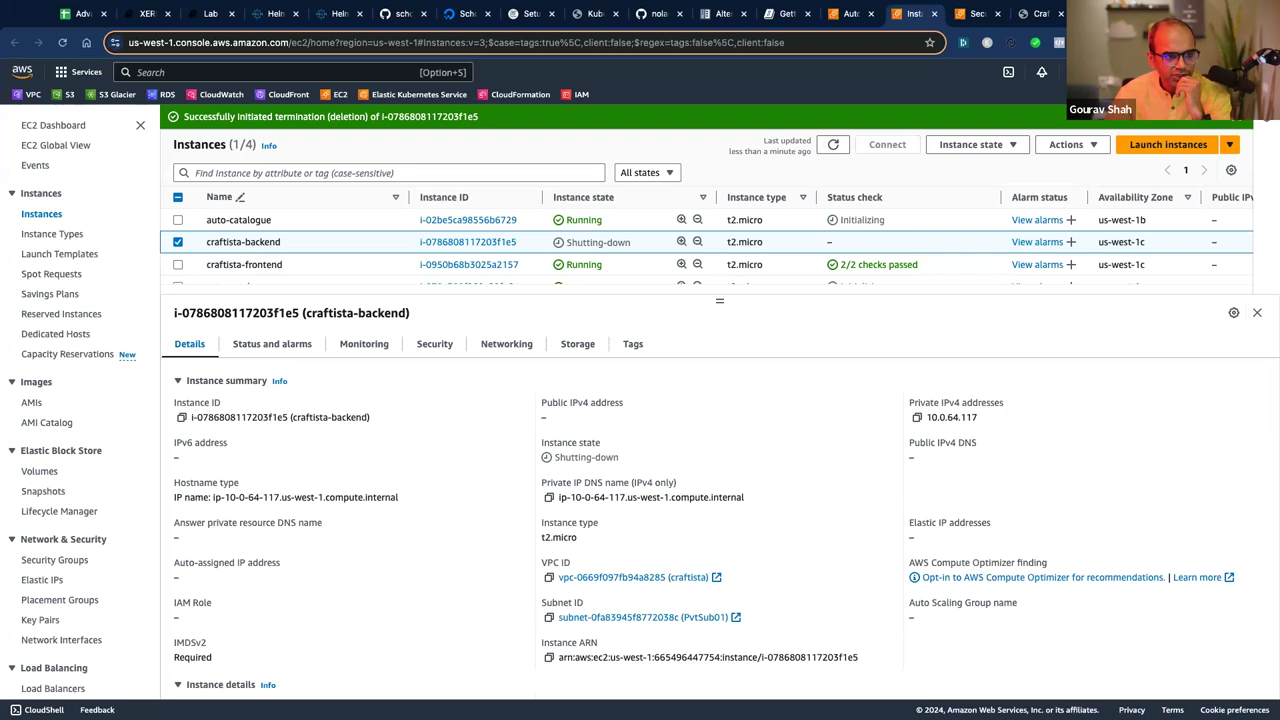 Adv
XER
Lab
Heln
Heln
sch
Sch
Setu
Kub
nola
Alte
Gett
Auto
Inst
Sec
Craf
us-west-1.console.aws.amazon.com/ec2/home?region=us-west-1#Instances:v=3;$case=tags:true%5C,client:false;$regex=tags:false%5C,client:false
aws
Services
Search
[Option+S]
VPC
S3
S3 Glacier
RDS
CloudWatch
CloudFront
EC2
Elastic Kubernetes Service
CloudFormation
IAM
Gourav Shah
EC2 Dashboard
EC2 Global View
Events
Instances
Instances
Instance Types
Launch Templates
Spot Requests
Savings Plans
Reserved Instances
Dedicated Hosts
Capacity Reservations New
Images
AMIs
AMI Catalog
Elastic Block Store
Volumes
Snapshots
Lifecycle Manager
Network & Security
Security Groups
Elastic IPs
Placement Groups
Key Pairs
Network Interfaces
Load Balancing
Load Balancers
Successfully initiated termination (deletion) of i-0786808117203f1e5
Instances (1/4) Info
Last updated
less than a minute ago
Connect
Instance state
Actions
Launch instances
Find Instance by attribute or tag (case-sensitive)
All states
1
Name
Instance ID
Instance state
Instance type
Status check
Alarm status
Availability Zone
Public IPv
auto-catalogue i-02be5ca98556b6729 Running t2.micro Initializing View alarms + us-west-1b –
craftista-backend i-0786808117203f1e5 Shutting-down t2.micro – View alarms + us-west-1c –
craftista-frontend i-0950b68b3025a2157 Running t2.micro 2/2 checks passed View alarms + us-west-1c –
i-0786808117203f1e5 (craftista-backend)
Details
Status and alarms
Monitoring
Security
Networking
Storage
Tags
Instance summary Info
Instance ID
i-0786808117203f1e5 (craftista-backend)
Public IPv4 address
–
Private IPv4 addresses
10.0.64.117
IPv6 address
–
Instance state
Shutting-down
Public IPv4 DNS
–
Hostname type
IP name: ip-10-0-64-117.us-west-1.compute.internal
Private IP DNS name (IPv4 only)
ip-10-0-64-117.us-west-1.compute.internal
Answer private resource DNS name
–
Instance type
t2.micro
Elastic IP addresses
–
Auto-assigned IP address
–
VPC ID
vpc-0669f097fb94a8285 (craftista)
AWS Compute Optimizer finding
Opt-in to AWS Compute Optimizer for recommendations. | Learn more
IAM Role
–
Subnet ID
subnet-0fa83945f8772038c (PvtSub01)
Auto Scaling Group name
–
IMDSv2
Required
Instance ARN
arn:aws:ec2:us-west-1:665496447754:instance/i-0786808117203f1e5
Instance details Info
CloudShell
Feedback
© 2024, Amazon Web Services, Inc. or its affiliates.
Privacy
Terms
Cookie preferences